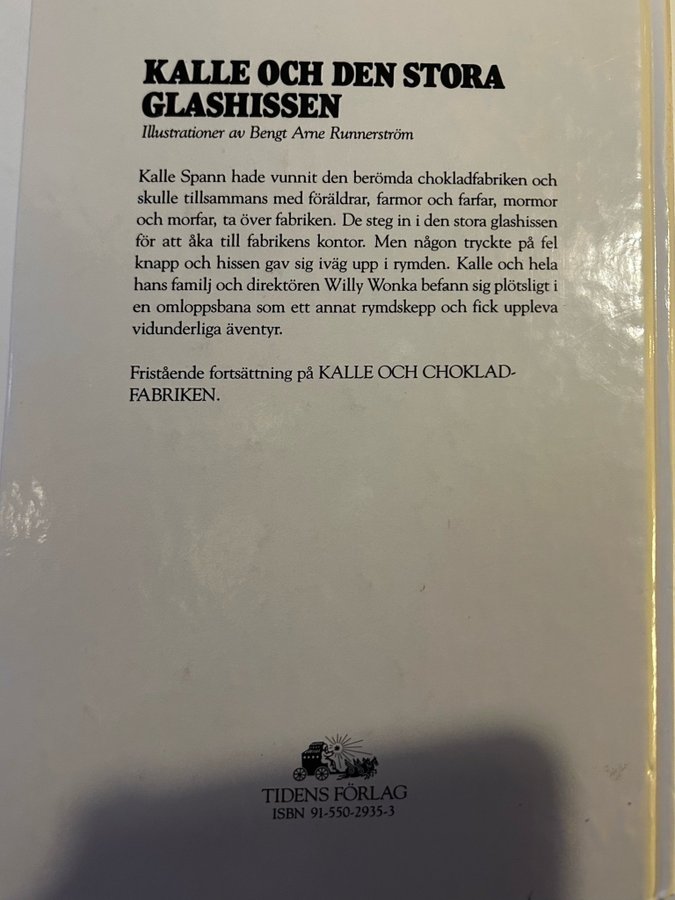 KALLE OCH DEN STORA
GLASHISSEN
Illustrationer av Bengt Arne Runnerström
Kalle Spann hade vunnit den berömda chokladfabriken och
skulle tillsammans med föräldrar, farmor och farfar, mormor
och morfar, ta över fabriken. De steg in i den stora glashissen
för att åka till fabrikens kontor. Men någon tryckte på fel
knapp och hissen gav sig iväg upp i rymden. Kalle och hela
hans familj och direktören Willy Wonka befann sig plötsligt i
en omloppsbana som ett annat rymdskepp och fick uppleva
vidunderliga äventyr.
Fristående fortsättning på KALLE OCH CHOKLAD-
FABRIKEN.
TIDENS FÖRLAG
ISBN 91-550-2935-3